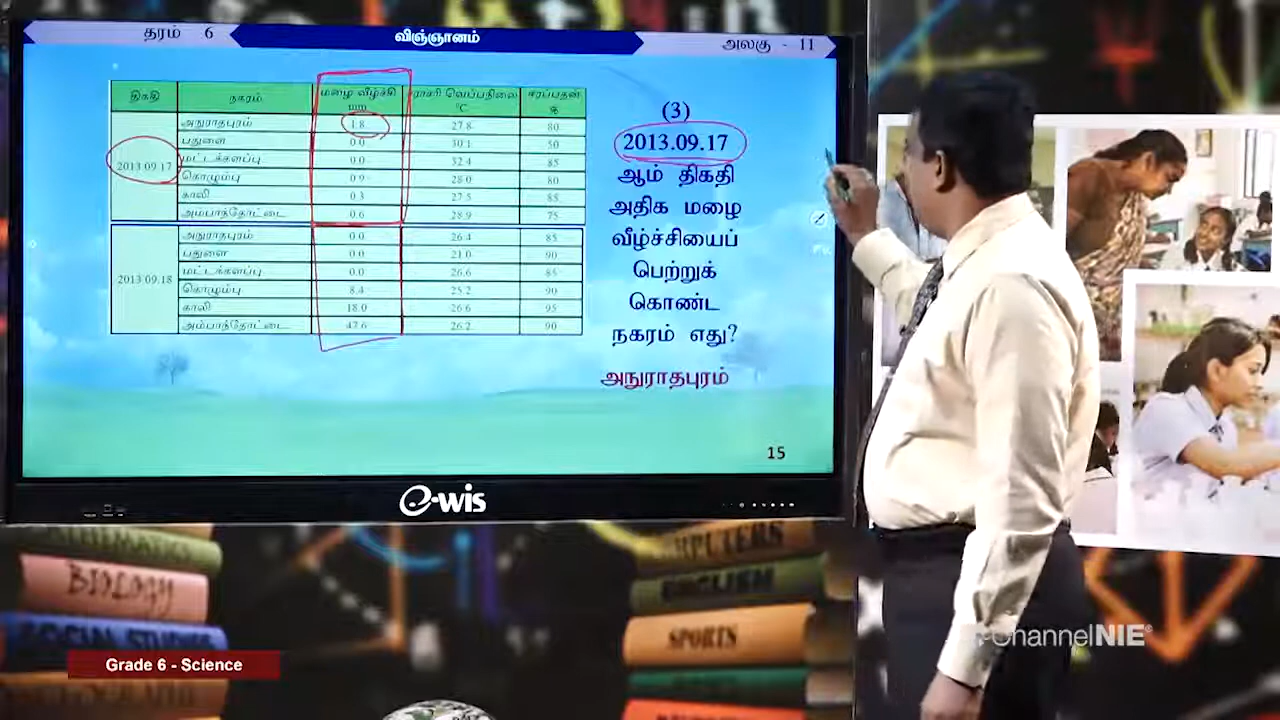 தரம் 6
விஞ்ஞானம்
அலகு - 11
திகதி நகரம் மழை வீழ்ச்சி mm சராசரி வெப்பநிலை °C ஈரப்பதன் %
2013.09.17
அநுராதபுரம் 1.8 27.8 80
பதுளை 0.0 30.1 50
மட்டக்களப்பு 0.0 32.4 85
கொழும்பு 0.9 28.0 80
காலி 0.3 27.5 85
அம்பாந்தோட்டை 0.6 28.9 75
2013.09.18
அநுராதபுரம் 0.0 26.4 85
பதுளை 0.0 21.0 90
மட்டக்களப்பு 0.0 26.6 85
கொழும்பு 8.4 25.2 90
காலி 18.0 26.6 95
அம்பாந்தோட்டை 47.6 26.2 90
(3)
2013.09.17
ஆம் திகதி
அதிக மழை
வீழ்ச்சியைப்
பெற்றுக்
கொண்ட
நகரம் எது?
அநுராதபுரம்
15
e-wis
MATHEMATICS
BIOLOGY
SOCIAL STUDIES
COMPUTERS
ENGLISH
SPORTS
Grade 6 - Science
ChannelNIE